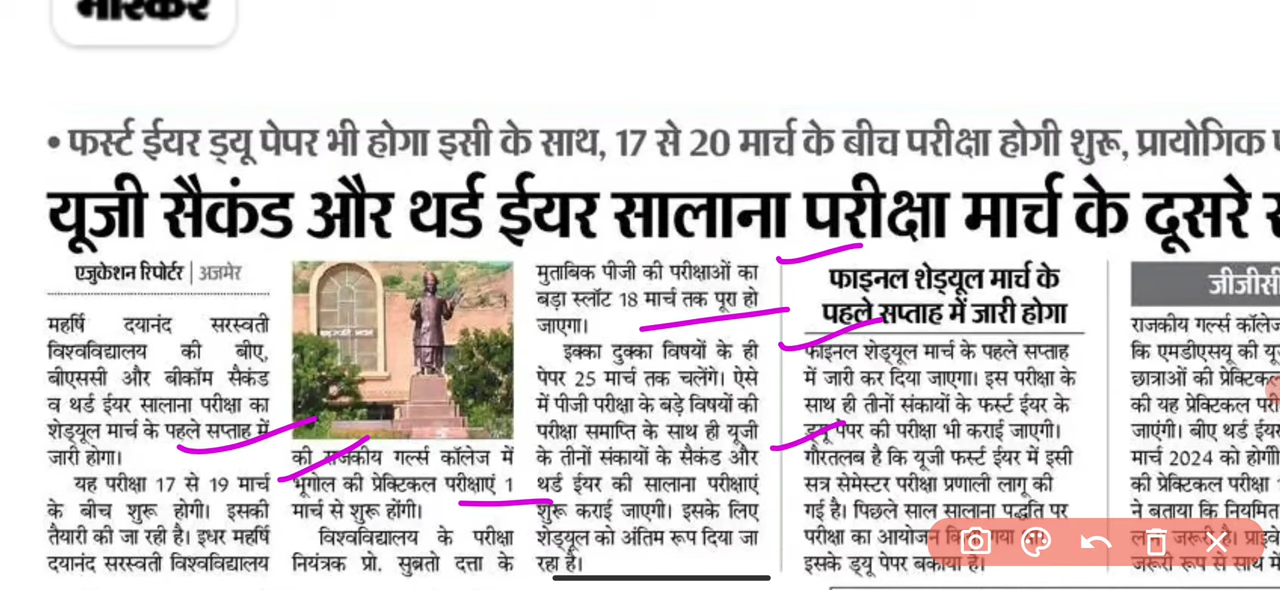 भास्कर
• फर्स्ट ईयर ड्यू पेपर भी होगा इसी के साथ, 17 से 20 मार्च के बीच परीक्षा होगी शुरू, प्रायोगिक
यूजी सैकंड और थर्ड ईयर सालाना परीक्षा मार्च के दूसरे
एजुकेशन रिपोर्टर | अजमेर
महर्षि दयानंद सरस्वती
विश्वविद्यालय की बीए,
बीएससी और बीकॉम सैकंड
व थर्ड ईयर सालाना परीक्षा का
शेड्यूल मार्च के पहले सप्ताह में
जारी होगा।
यह परीक्षा 17 से 19 मार्च
के बीच शुरू होगी। इसकी
तैयारी की जा रही है। इधर महर्षि
दयानंद सरस्वती विश्वविद्यालय
की राजकीय गर्ल्स कॉलेज में
भूगोल की प्रेक्टिकल परीक्षाएं 1
मार्च से शुरू होंगी।
विश्वविद्यालय के परीक्षा
नियंत्रक प्रो. सुब्रतो दत्ता के
मुताबिक पीजी की परीक्षाओं का
बड़ा स्लॉट 18 मार्च तक पूरा हो
जाएगा।
इक्का दुक्का विषयों के ही
पेपर 25 मार्च तक चलेंगे। ऐसे
में पीजी परीक्षा के बड़े विषयों की
परीक्षा समाप्ति के साथ ही यूजी
के तीनों संकायों के सैकंड और
थर्ड ईयर की सालाना परीक्षाएं
शुरू कराई जाएगी। इसके लिए
शेड्यूल को अंतिम रूप दिया जा
रहा है।
फाइनल शेड्यूल मार्च के
पहले सप्ताह में जारी होगा
फाइनल शेड्यूल मार्च के पहले सप्ताह
में जारी कर दिया जाएगा। इस परीक्षा के
साथ ही तीनों संकायों के फर्स्ट ईयर के
ड्यू पेपर की परीक्षा भी कराई जाएगी।
गौरतलब है कि यूजी फर्स्ट ईयर में इसी
सत्र सेमेस्टर परीक्षा प्रणाली लागू की
गई है। पिछले साल सालाना पद्धति पर
परीक्षा का आयोजन किया गया था।
इसके ड्यू पेपर बकाया है।
जीजीसी
राजकीय गर्ल्स कॉलेज
कि एमडीएसयू की यू
छात्राओं की प्रेक्टिकल
की यह प्रेक्टिकल परी
जाएंगी। बीए थर्ड ईयर
मार्च 2024 को होगी
की प्रेक्टिकल परीक्षा
ने बताया कि नियमित
जरूरी है।
जरूरी रूप से साथ में